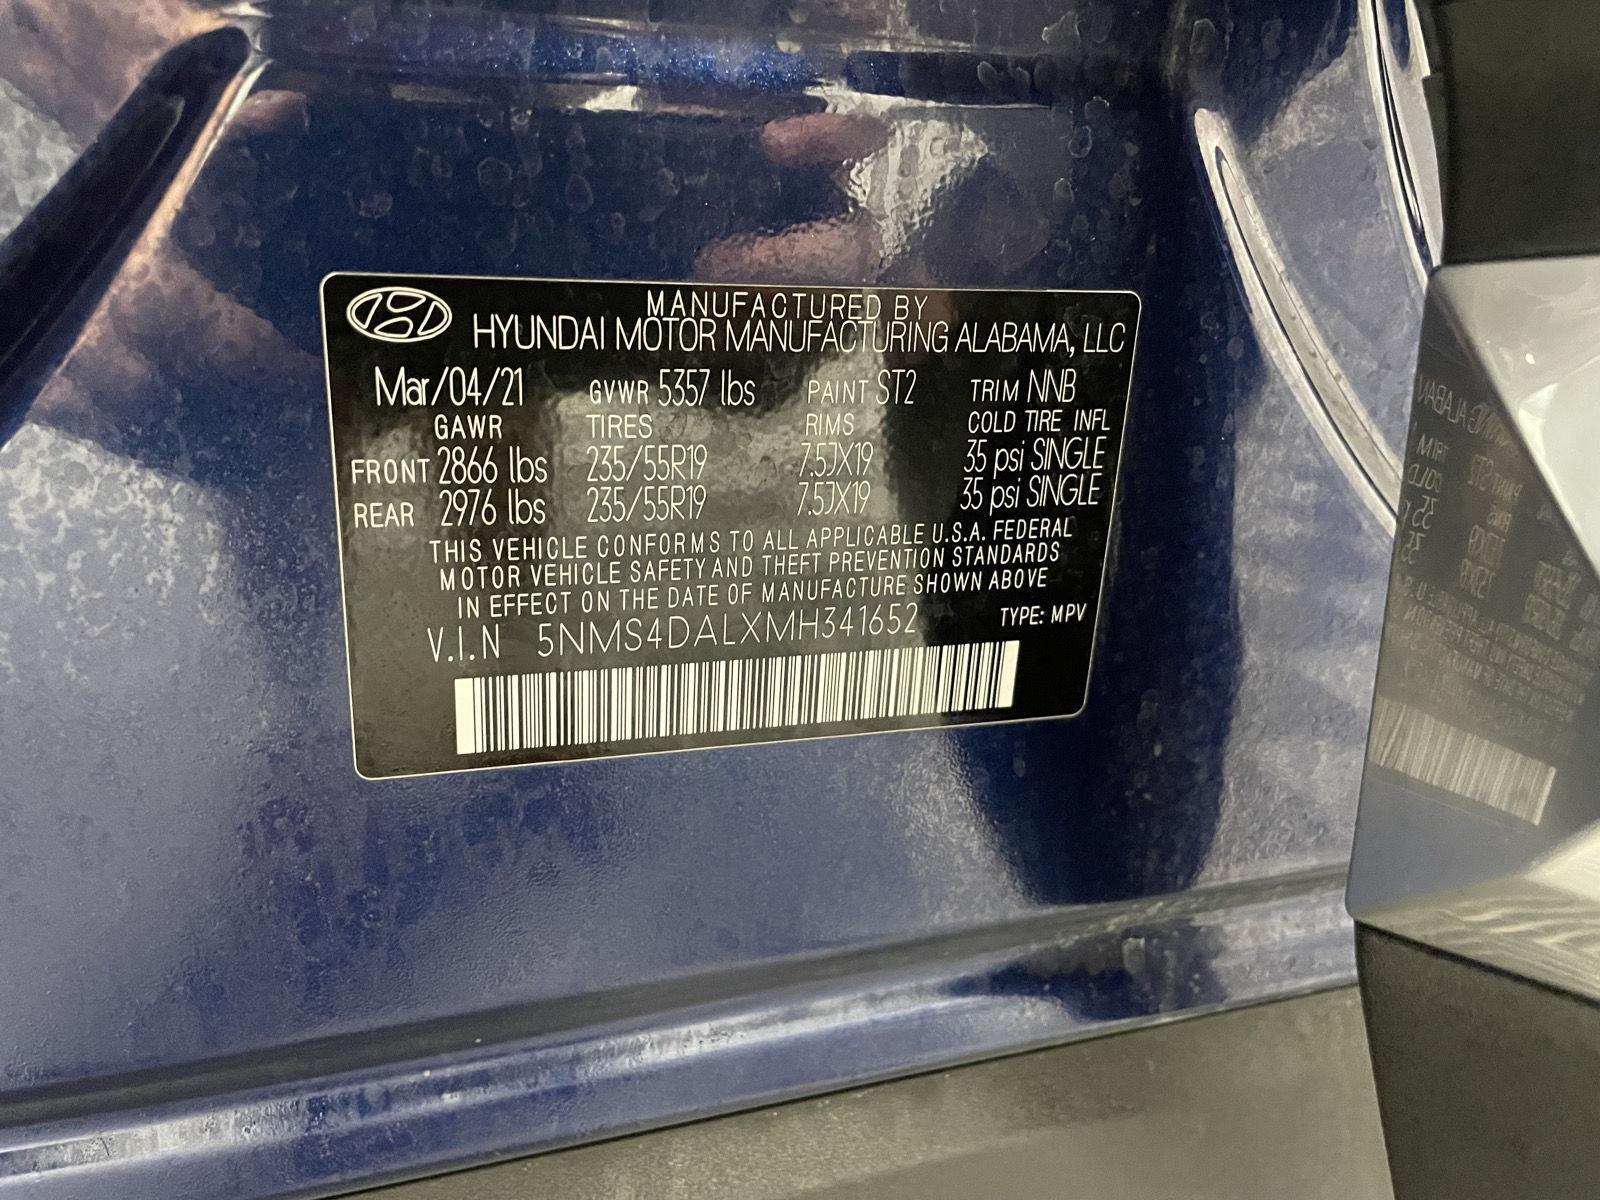 MANUFACTURED BY
HYUNDAI MOTOR MANUFACTURING ALABAMA, LLC
Mar/04/21 GVWR 5357 lbs PAINT ST2 TRIM NNB
GAWR TIRES RIMS COLD TIRE INFL
FRONT 2866 lbs 235/55R19 7.5JX19 35 psi SINGLE
REAR 2976 lbs 235/55R19 7.5JX19 35 psi SINGLE
THIS VEHICLE CONFORMS TO ALL APPLICABLE U.S.A. FEDERAL
MOTOR VEHICLE SAFETY AND THEFT PREVENTION STANDARDS
IN EFFECT ON THE DATE OF MANUFACTURE SHOWN ABOVE
V.I.N 5NMS4DALXMH341652 TYPE: MPV